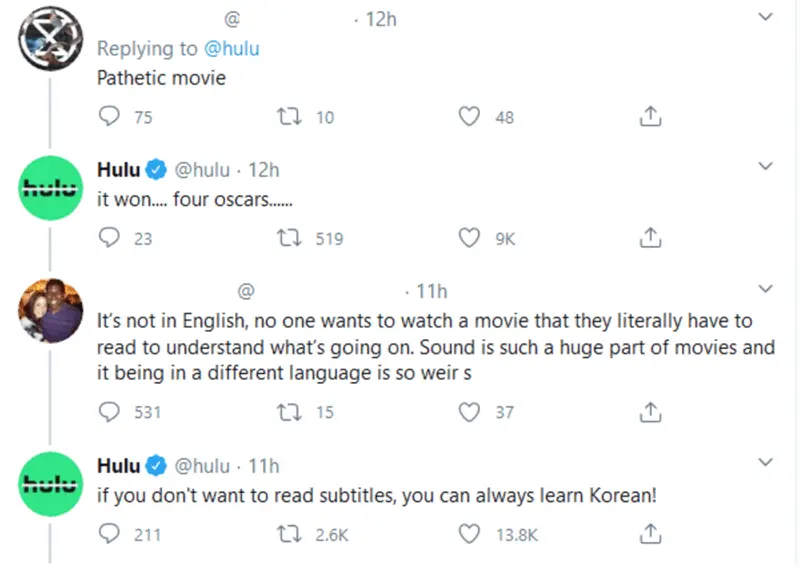 @ · 12h
Replying to @hulu
Pathetic movie
75 10 48
hulu
Hulu @hulu · 12h
it won.... four oscars......
23 519 9K
@ · 11h
It's not in English, no one wants to watch a movie that they literally have to
read to understand what's going on. Sound is such a huge part of movies and
it being in a different language is so weir s
531 15 37
hulu
Hulu @hulu · 11h
if you don't want to read subtitles, you can always learn Korean!
211 2.6K 13.8K